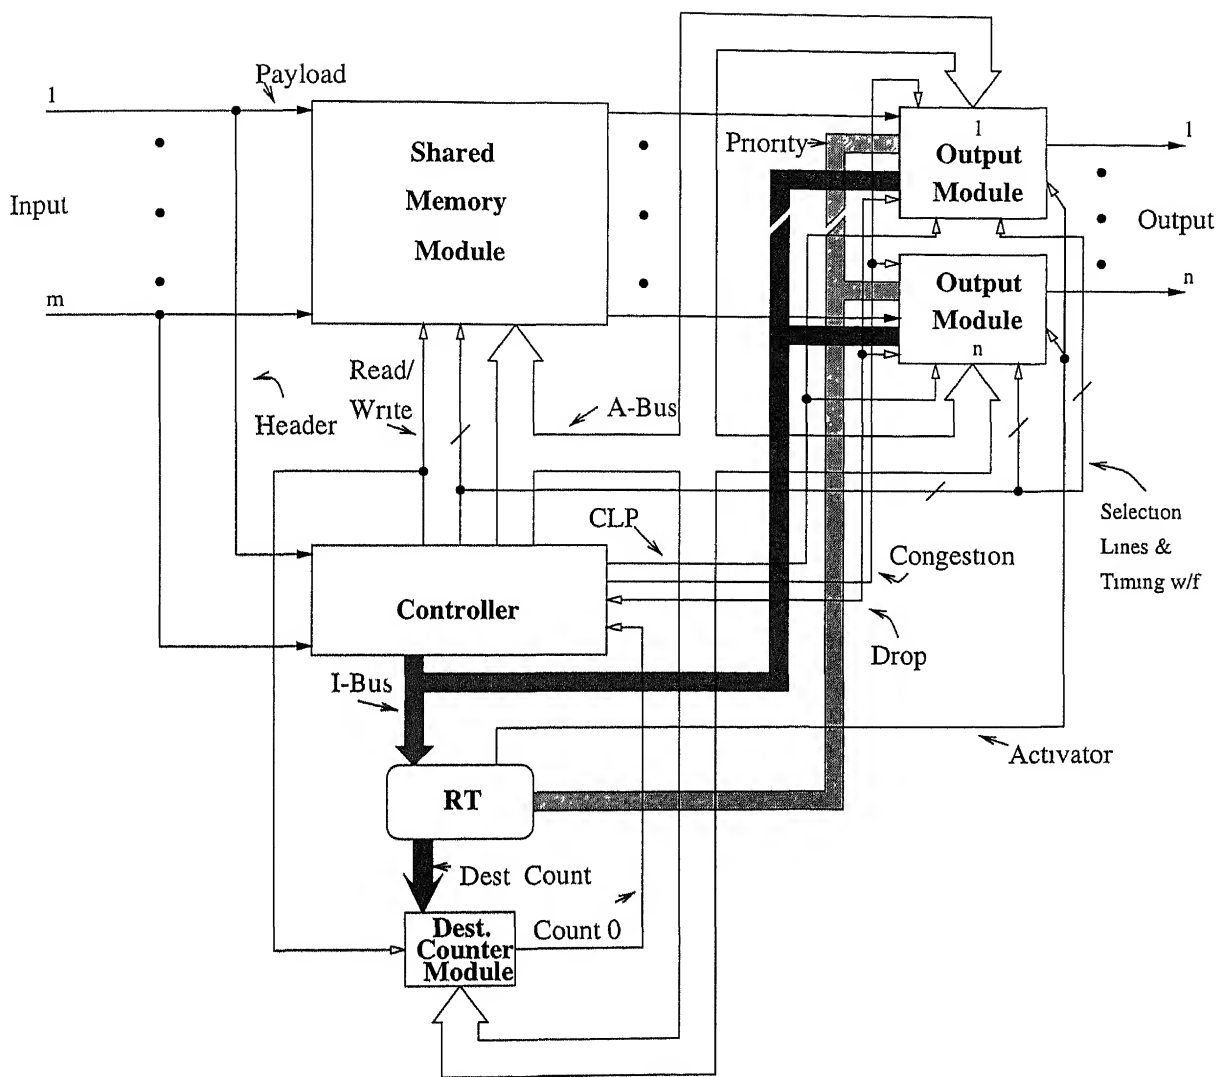 Payload
1
Shared
Memory
Module
Input
m
Priority
1
Output
Module
1
Output
Output
Module
n
n
Read/
Write
Header
A-Bus
CLP
Congestion
Selection
Lines &
Timing w/f
Controller
Drop
I-Bus
Activator
RT
Dest Count
Count 0
Dest.
Counter
Module